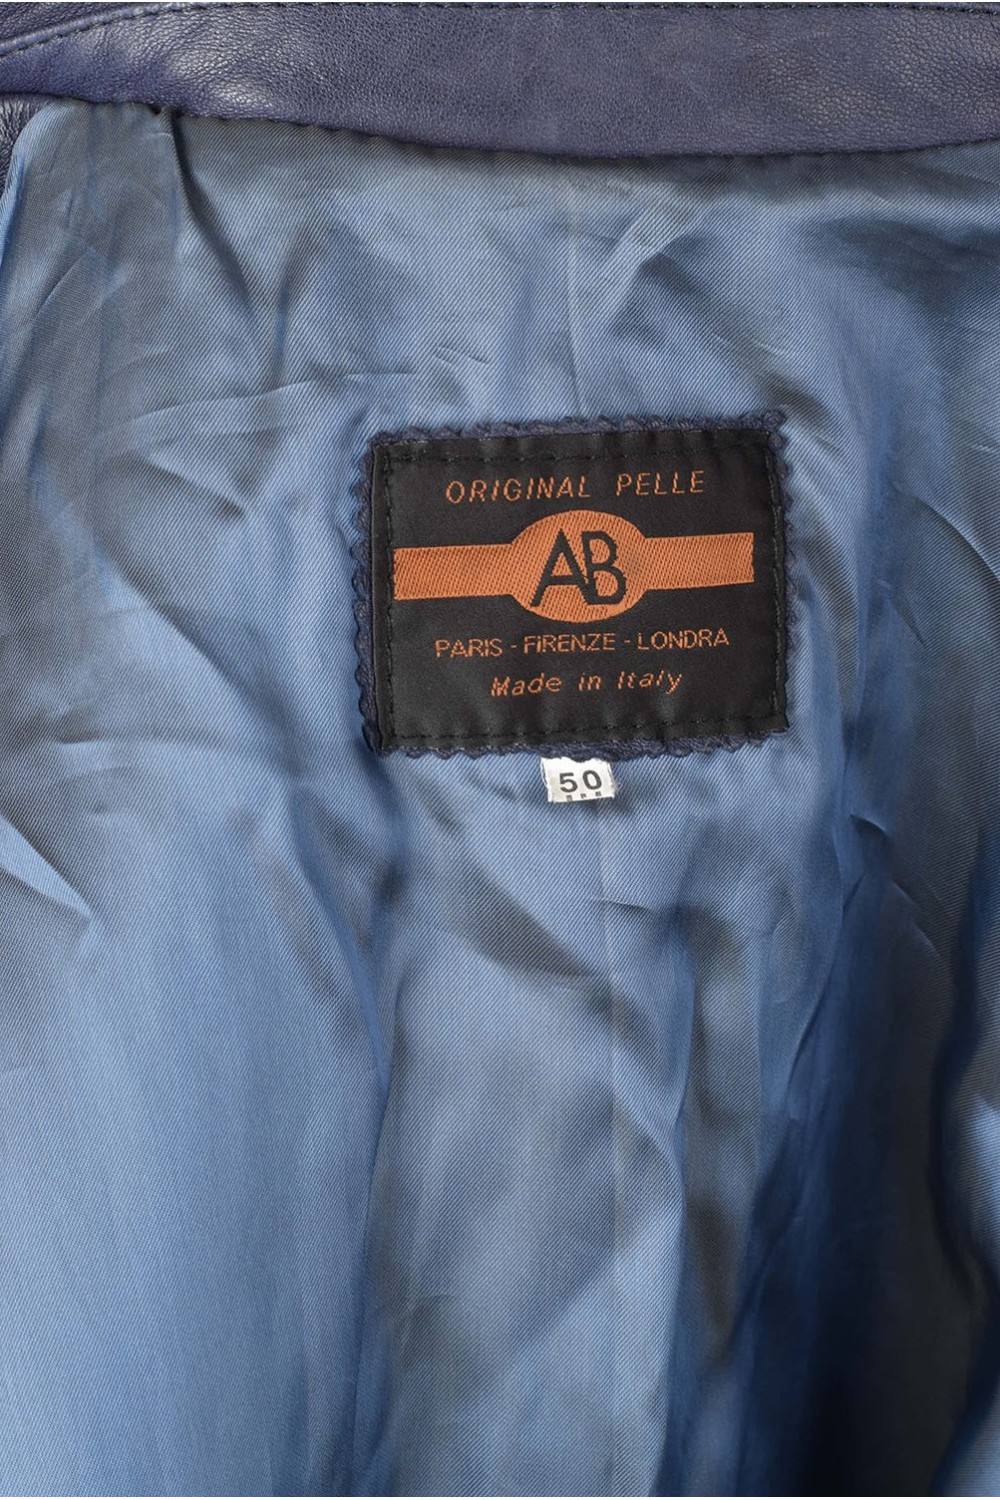 ORIGINAL PELLE
AB
PARIS - FIRENZE - LONDRA
Made in Italy
50